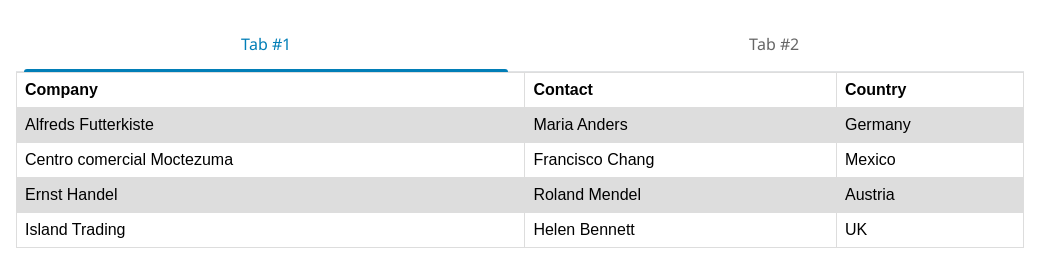 Tab #1 Tab #2
Company Contact Country
Alfreds Futterkiste Maria Anders Germany
Centro comercial Moctezuma Francisco Chang Mexico
Ernst Handel Roland Mendel Austria
Island Trading Helen Bennett UK